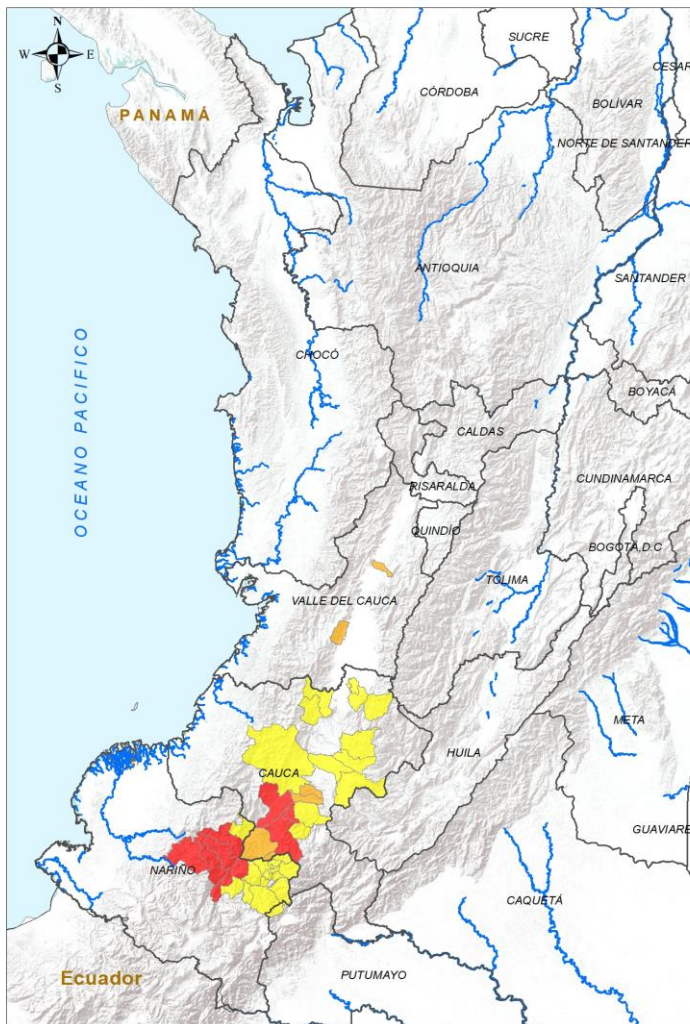 N
W E
S
SUCRE
CESAR
CÓRDOBA
BOLÍVAR
PANAMÁ
NORTE DE SANTANDER
ANTIOQUIA
SANTANDER
CHOCÓ
OCEANO PACIFICO
BOYACÁ
CALDAS
CUNDINAMARCA
RISARALDA
QUINDÍO
BOGOTÁ,D.C
TOLIMA
VALLE DEL CAUCA
META
HUILA
CAUCA
GUAVIARE
NARIÑO
CAQUETÁ
PUTUMAYO
Ecuador